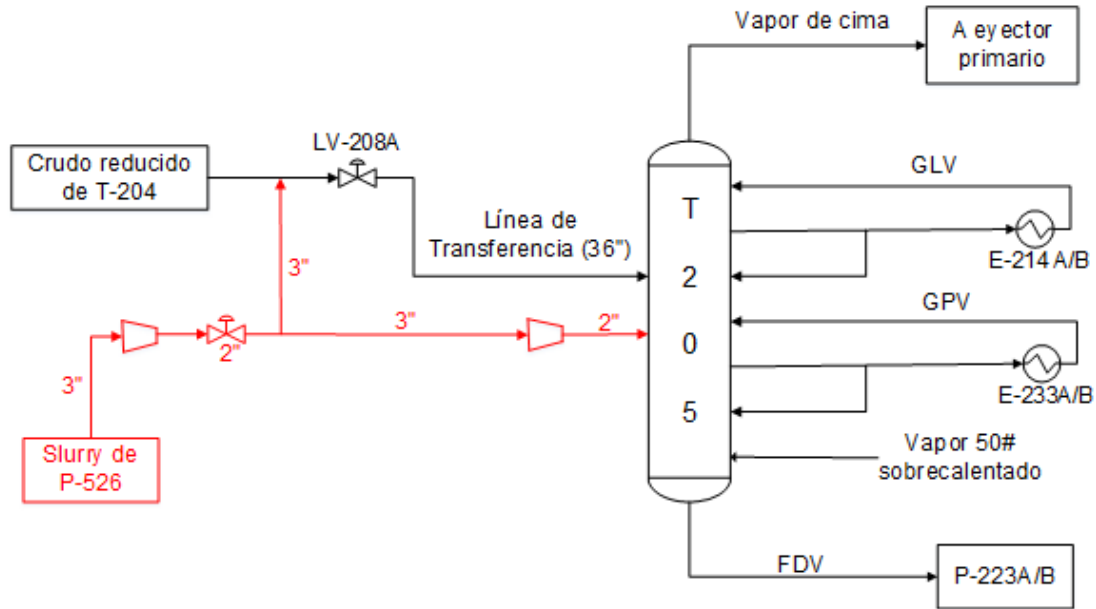 Vapor de cima
A eyector
primario
LV-208A
Crudo reducido
de T-204
GLV
T
2
0
5
Línea de
Transferencia (36")
E-214 A/B
3"
3"
2"
2"
GPV
E-233A/B
3"
Slurry de
P-526
Vapor 50#
sobrecalentado
FDV
P-223A/B